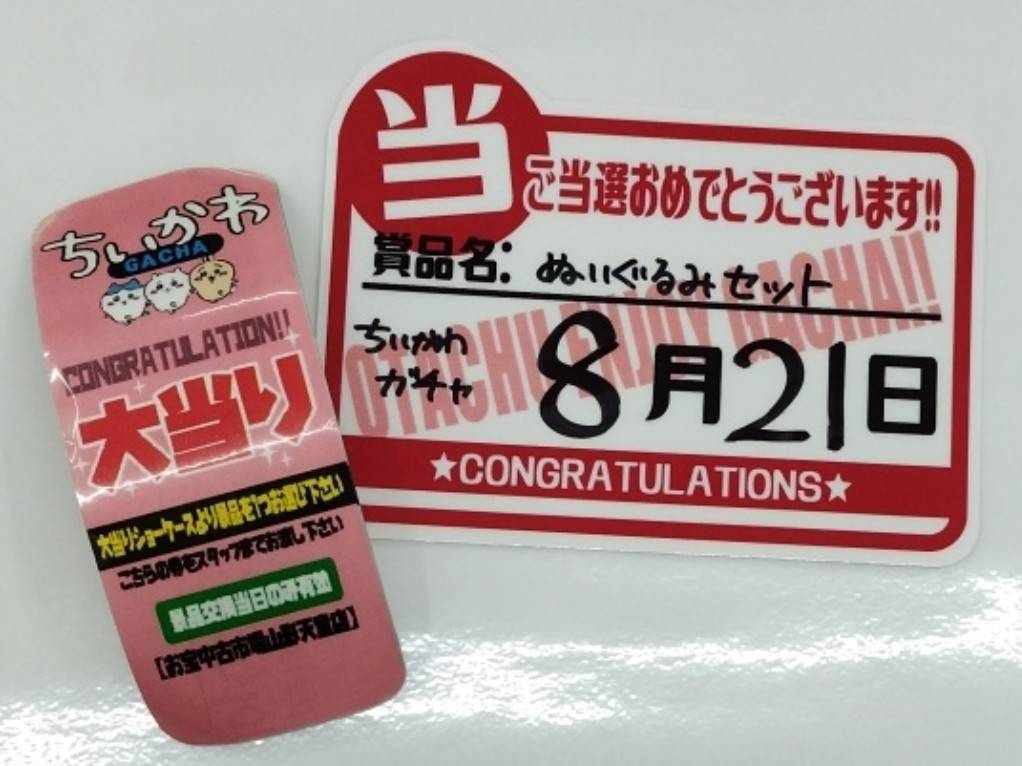 ちいかわ
GACHA
CONGRATULATION!!
大当り
大当りショーケースより景品を1つお選び下さい
こちらの券をスタッフまでお渡し下さい
景品交換当日のみ有効
【お宝中古市場山形天童店】
当
ご当選おめでとうございます!!
賞品名: ぬいぐるみセット
OTACHU ENJOY GACHA!!
ちいかわ
ガチャ
8月21日
★CONGRATULATIONS★